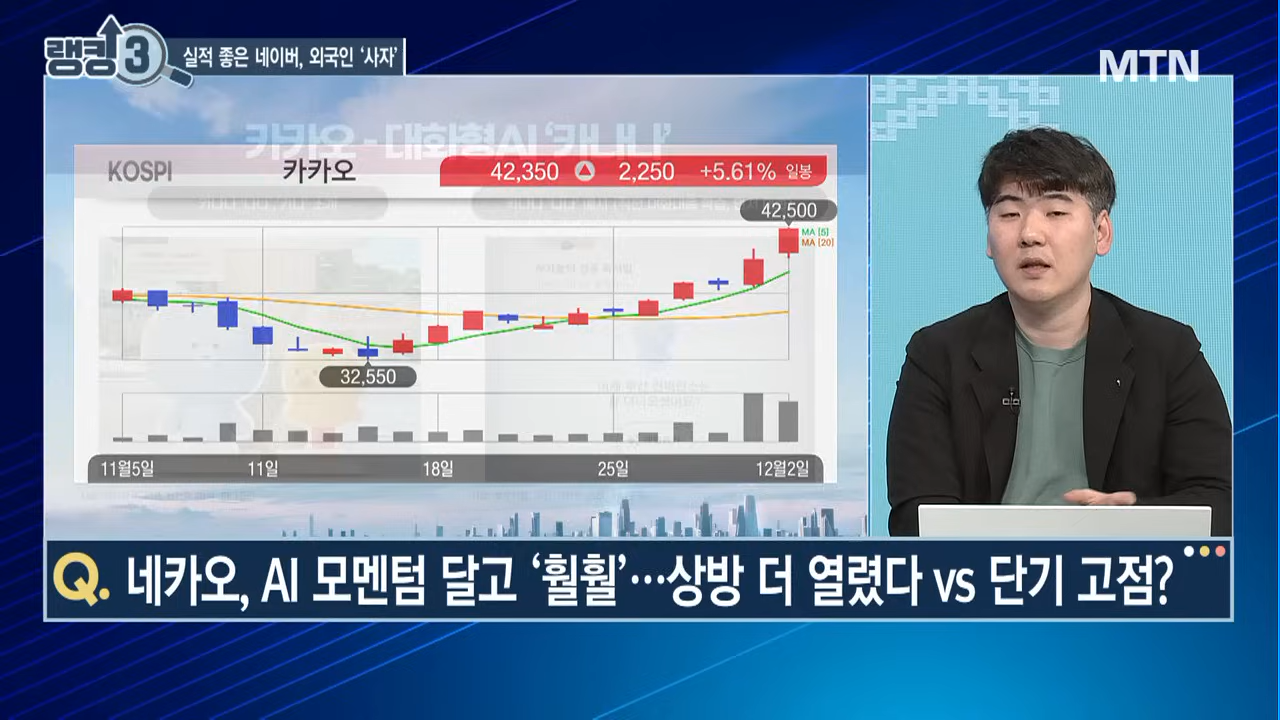 랭킹3
실적 좋은 네이버, 외국인 ‘사자’
MTN
카카오 - 대화형AI ‘카나나’
KOSPI 카카오 42,350 2,250 +5.61% 일봉
42,500
MA [5]
MA [20]
32,550
11월5일 11일 18일 25일 12월2일
Q. 네카오, AI 모멘텀 달고 ‘훨훨’…상방 더 열렸다 vs 단기 고점?